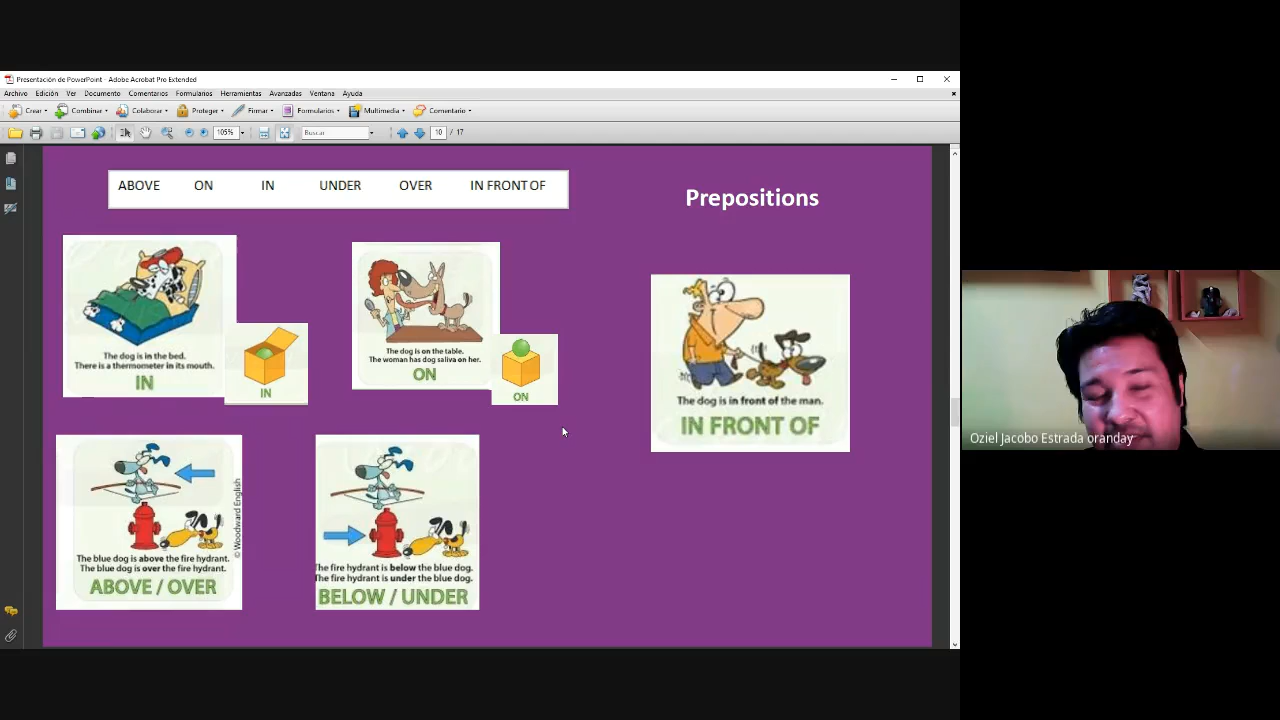 Presentación de PowerPoint - Adobe Acrobat Pro Extended
Archivo Edición Ver Documento Comentarios Formularios Herramientas Avanzadas Ventana Ayuda
Crear Combinar Colaborar Proteger Firmar Formularios Multimedia Comentario
105% Buscar 10 / 17
ABOVE ON IN UNDER OVER IN FRONT OF
Prepositions
The dog is in the bed.
There is a thermometer in its mouth.
IN
IN
The dog is on the table.
The woman has dog saliva on her.
ON
ON
The dog is in front of the man.
IN FRONT OF
The blue dog is above the fire hydrant.
The blue dog is over the fire hydrant.
ABOVE / OVER
© Woodward English
The fire hydrant is below the blue dog.
The fire hydrant is under the blue dog.
BELOW / UNDER
Oziel Jacobo Estrada oranday